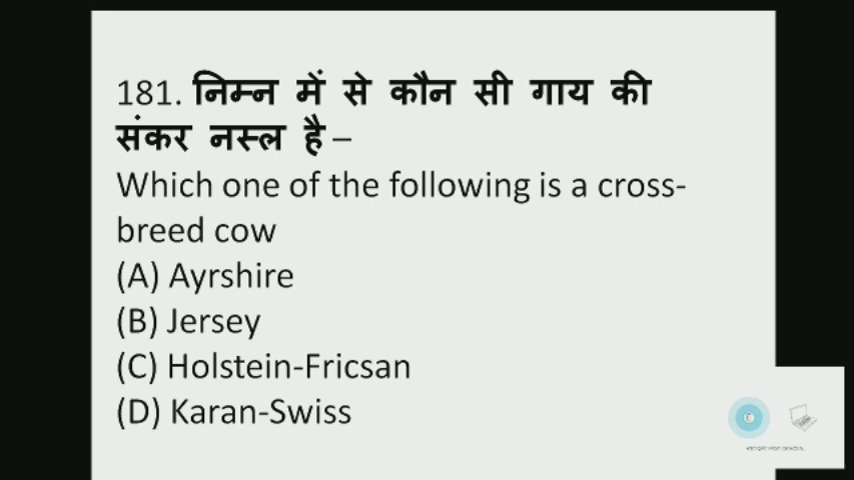 181. निम्न में से कौन सी गाय की
संकर नस्ल है –
Which one of the following is a cross-
breed cow
(A) Ayrshire
(B) Jersey
(C) Holstein-Fricsan
(D) Karan-Swiss